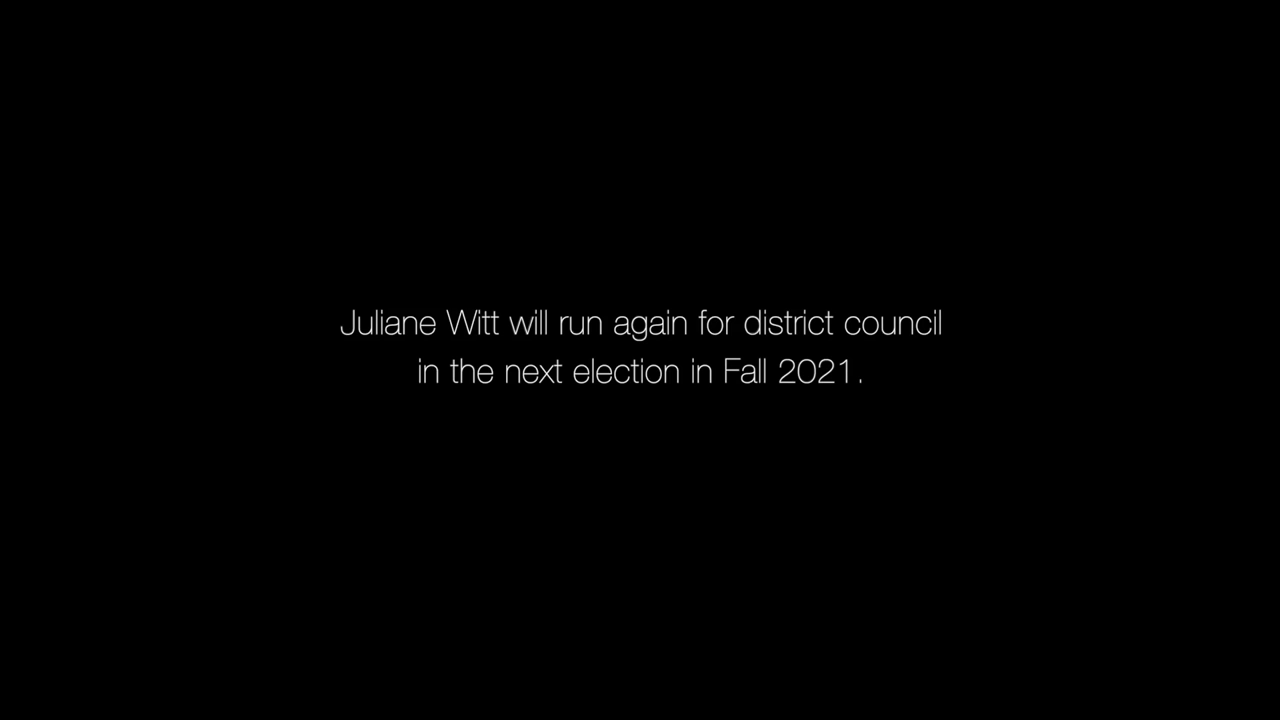 Juliane Witt will run again for district council
in the next election in Fall 2021.